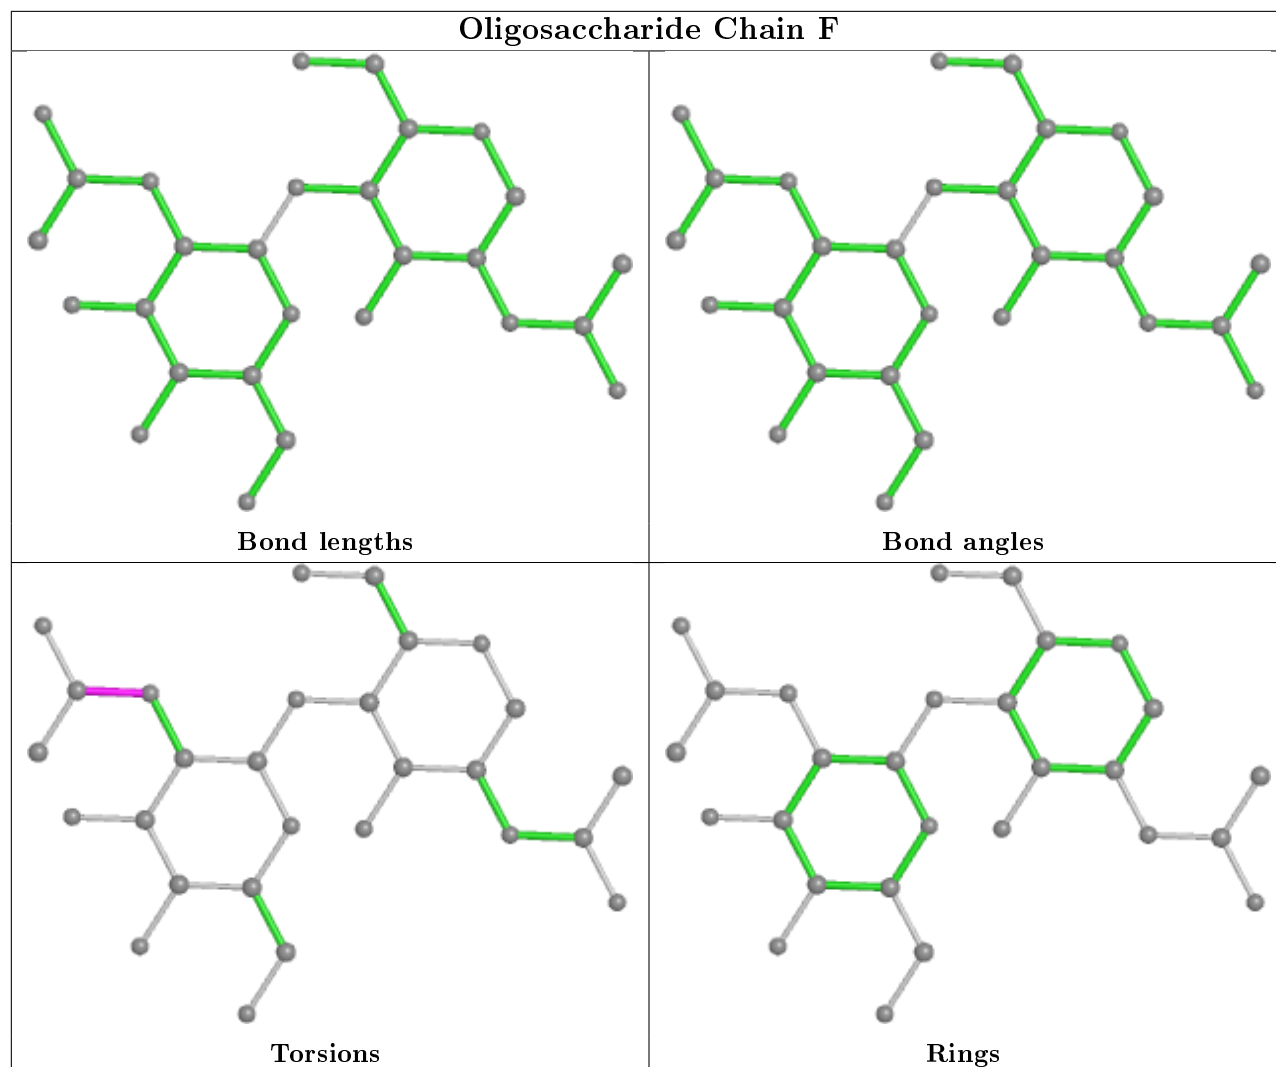 Oligosaccharide Chain F
Bond lengths
Bond angles
Torsions
Rings